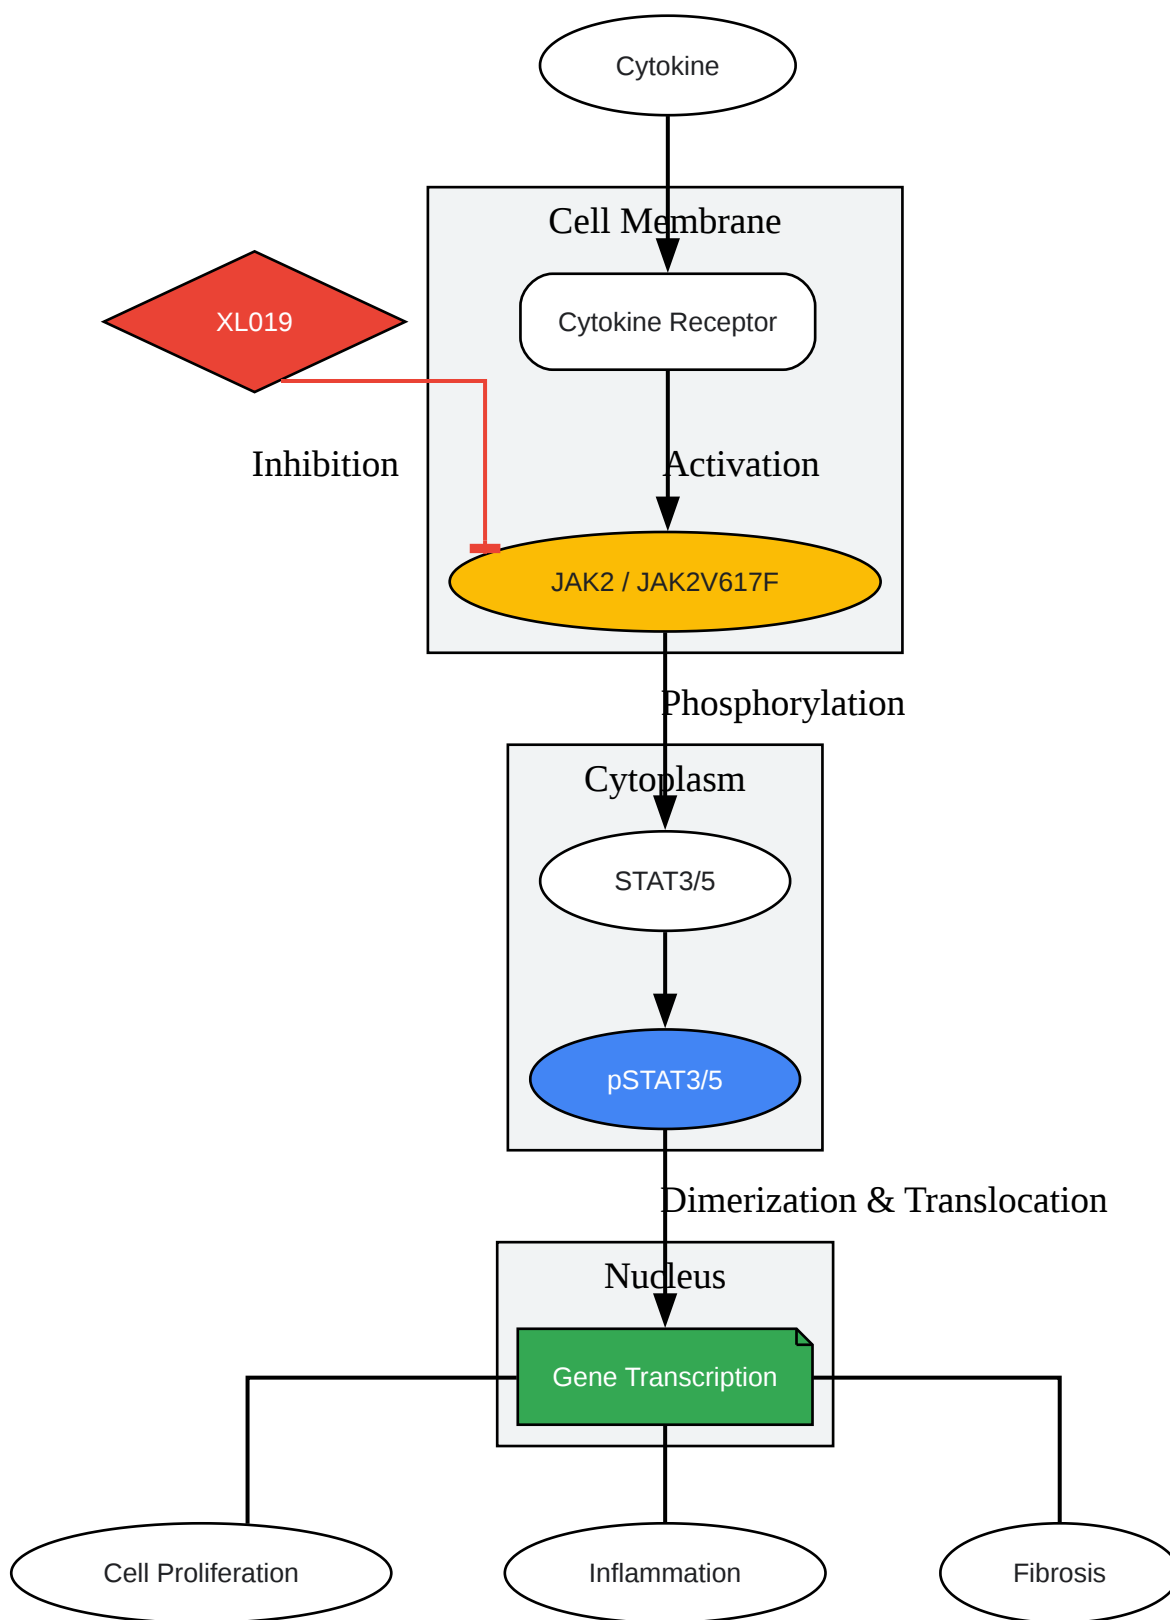 Cytokine
Cell Membrane
XL019
Cytokine Receptor
Inhibition
Activation
JAK2 / JAK2V617F
Phosphorylation
Cytoplasm
STAT3/5
pSTAT3/5
Dimerization & Translocation
Nucleus
Gene Transcription
Cell Proliferation
Inflammation
Fibrosis